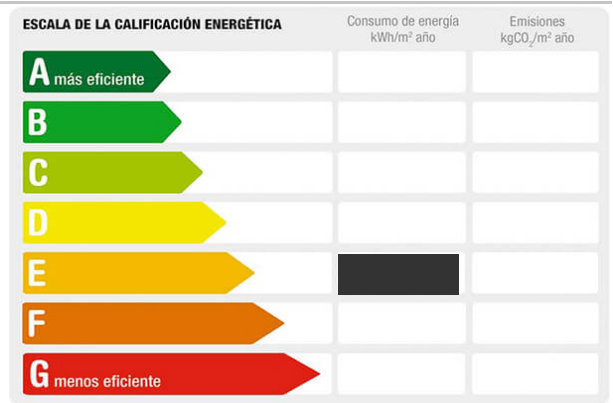 ESCALA DE LA CALIFICACIÓN ENERGÉTICA
Consumo de energía
kWh/m² año
Emisiones
kgCO₂/m² año
A más eficiente
B
C
D
E
F
G menos eficiente